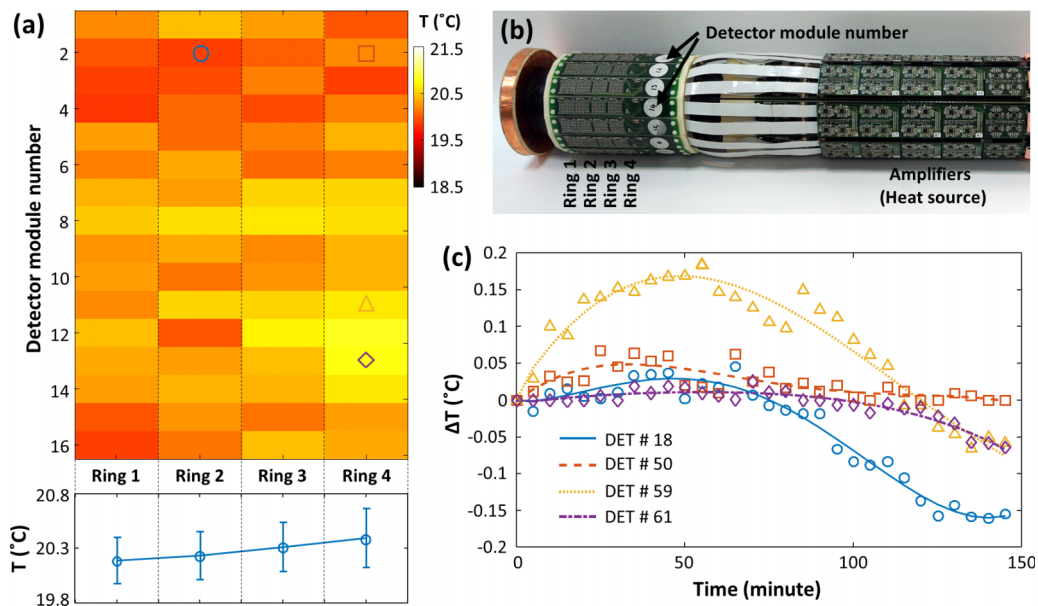 (a)
T (˚C)
21.5
20.5
19.5
18.5
Detector module number
2
4
6
8
10
12
14
16
Ring 1 Ring 2 Ring 3 Ring 4
T (˚C)
20.8
20.3
19.8
(b)
Detector module number
Ring 1
Ring 2
Ring 3
Ring 4
Amplifiers
(Heat source)
(c)
ΔT (˚C)
0.2
0.15
0.1
0.05
0
-0.05
-0.1
-0.15
-0.2
DET # 18
DET # 50
DET # 59
DET # 61
0 50 100 150
Time (minute)